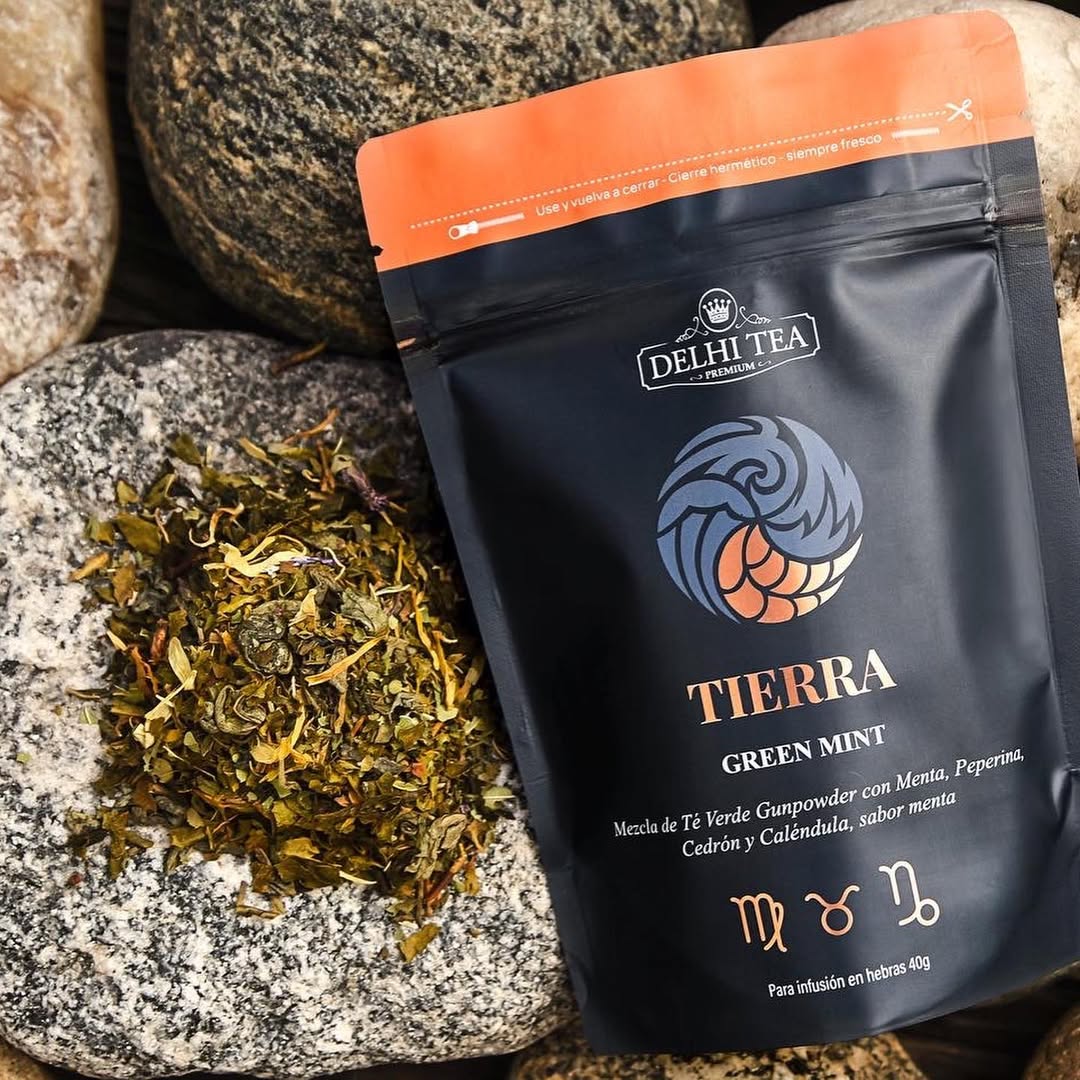 Use y vuelva a cerrar - Cierre hermético - siempre fresco
DELHI TEA
PREMIUM
TIERRA
GREEN MINT
Mezcla de Té Verde Gunpowder con Menta, Peperina,
Cedrón y Caléndula, sabor menta
Para infusión en hebras 40g